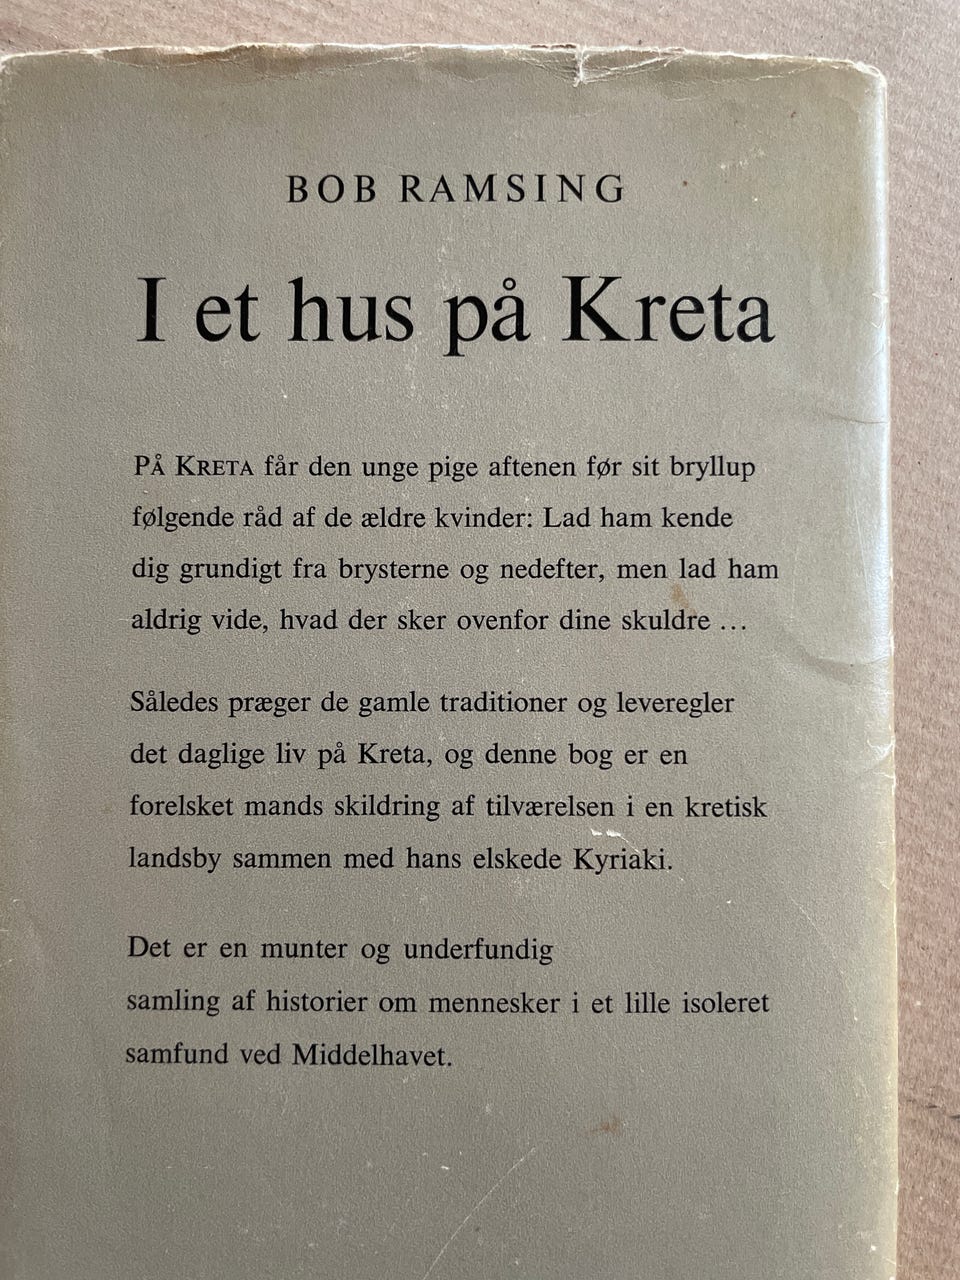 BOB RAMSING
I et hus på Kreta
PÅ KRETA får den unge pige aftenen før sit bryllup
følgende råd af de ældre kvinder: Lad ham kende
dig grundigt fra brysterne og nedefter, men lad ham
aldrig vide, hvad der sker ovenfor dine skuldre ...
Således præger de gamle traditioner og leveregler
det daglige liv på Kreta, og denne bog er en
forelsket mands skildring af tilværelsen i en kretisk
landsby sammen med hans elskede Kyriaki.
Det er en munter og underfundig
samling af historier om mennesker i et lille isoleret
samfund ved Middelhavet.